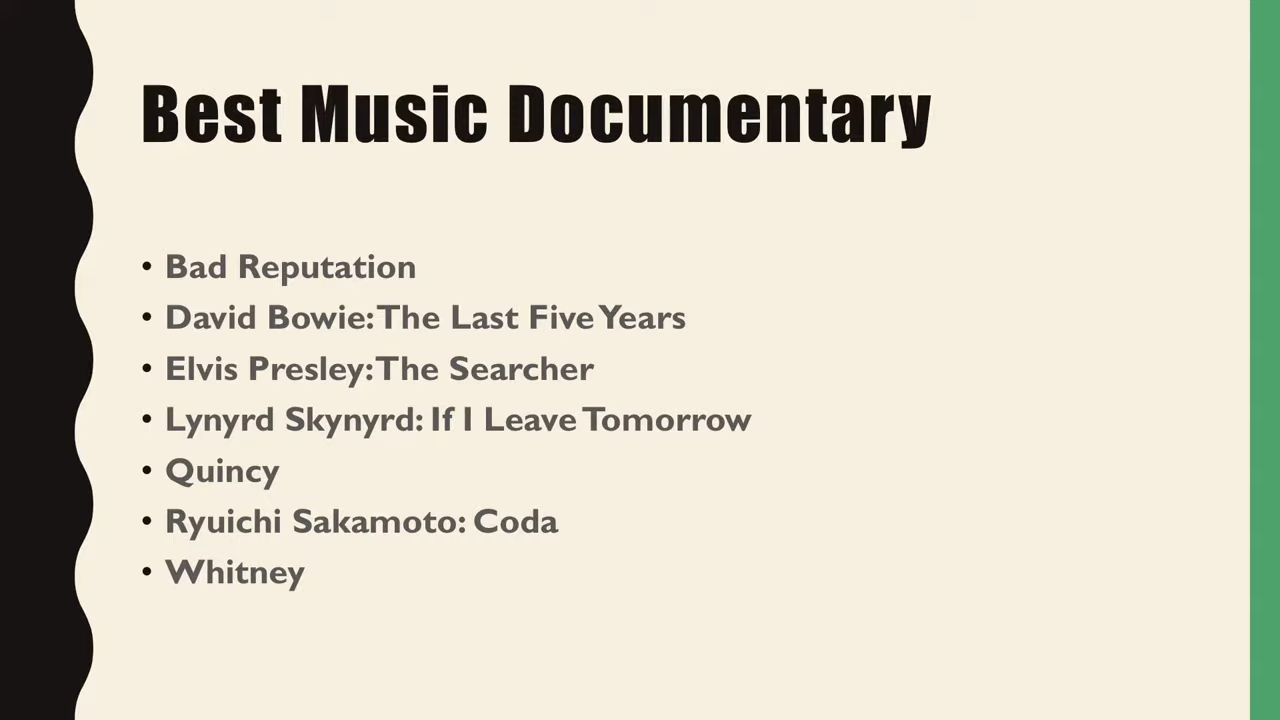 Best Music Documentary
• Bad Reputation
• David Bowie: The Last Five Years
• Elvis Presley: The Searcher
• Lynyrd Skynyrd: If I Leave Tomorrow
• Quincy
• Ryuichi Sakamoto: Coda
• Whitney